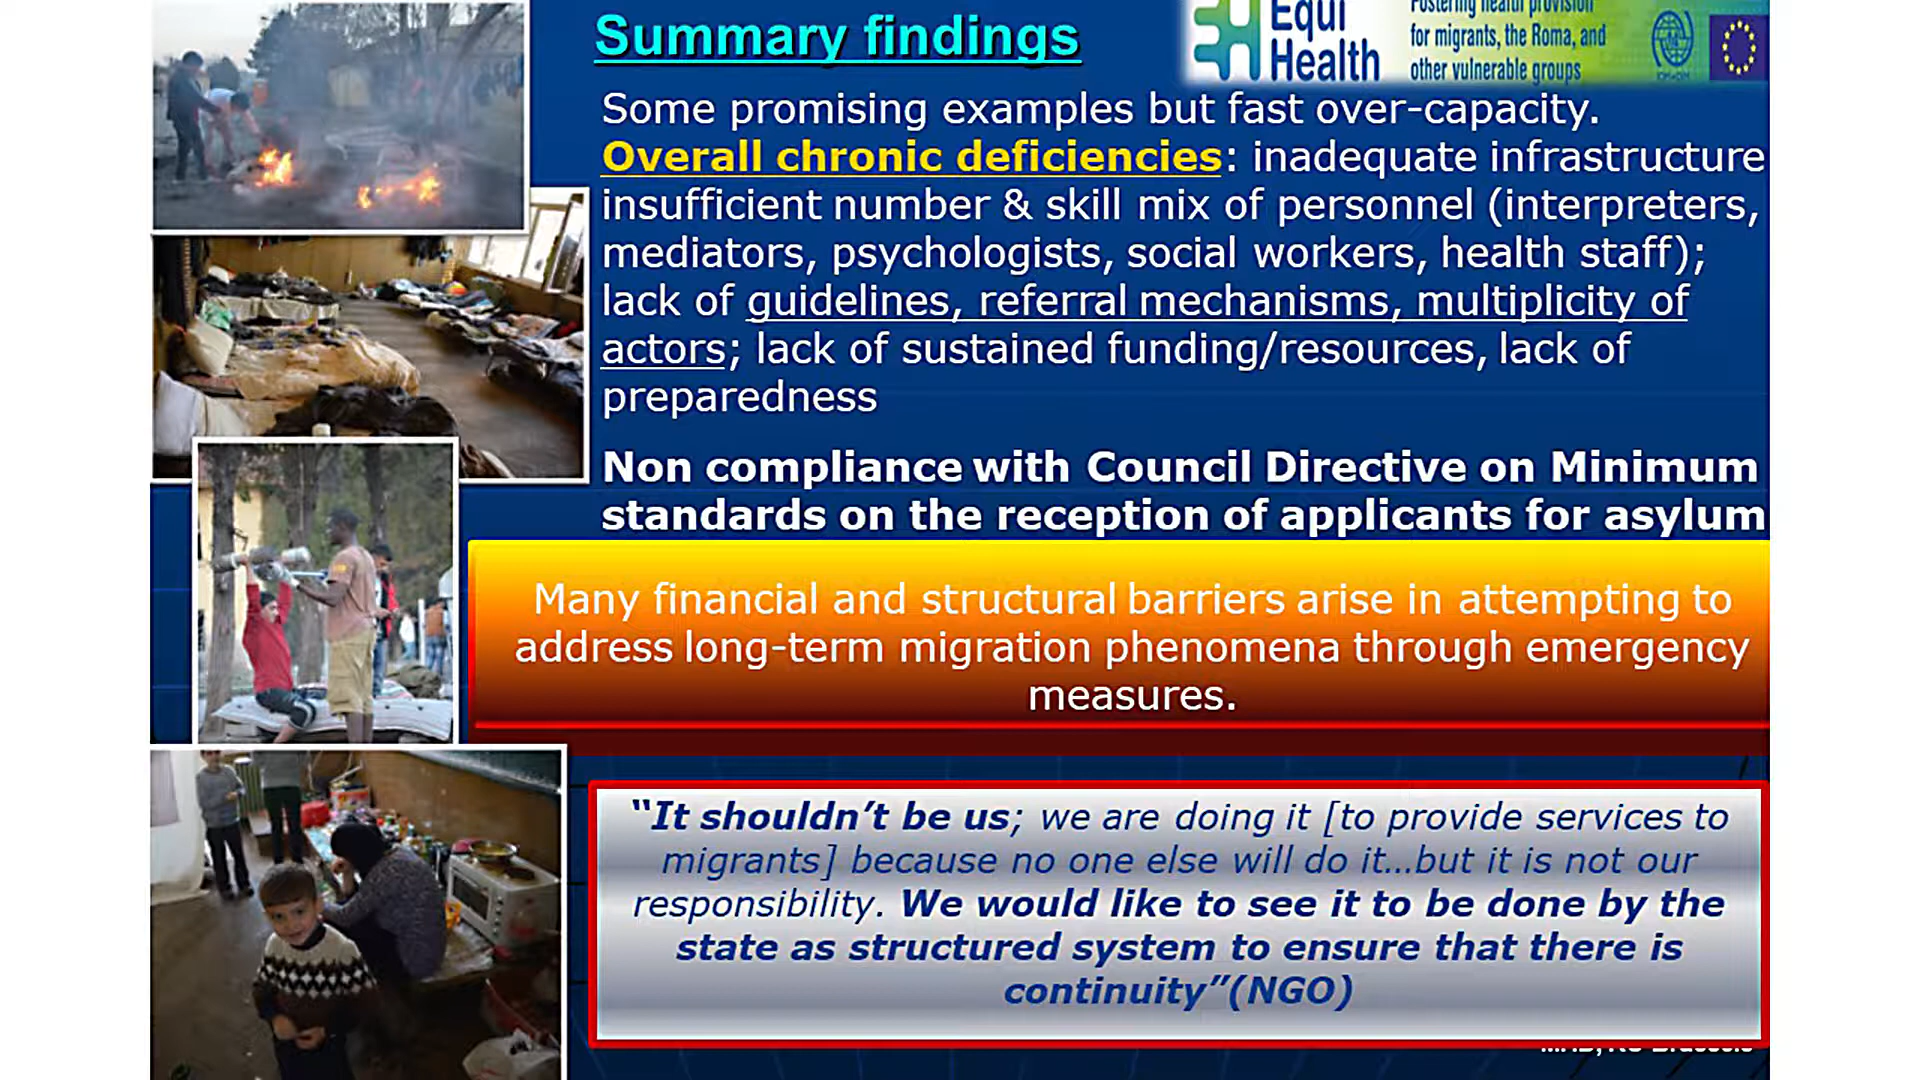 Summary findings
Equi
Health
Fostering health provision
for migrants, the Roma, and
other vulnerable groups
Some promising examples but fast over-capacity.
Overall chronic deficiencies: inadequate infrastructure
insufficient number & skill mix of personnel (interpreters,
mediators, psychologists, social workers, health staff);
lack of guidelines, referral mechanisms, multiplicity of
actors; lack of sustained funding/resources, lack of
preparedness
Non compliance with Council Directive on Minimum
standards on the reception of applicants for asylum
Many financial and structural barriers arise in attempting to
address long-term migration phenomena through emergency
measures.
“It shouldn’t be us; we are doing it [to provide services to
migrants] because no one else will do it…but it is not our
responsibility. We would like to see it to be done by the
state as structured system to ensure that there is
continuity”(NGO)